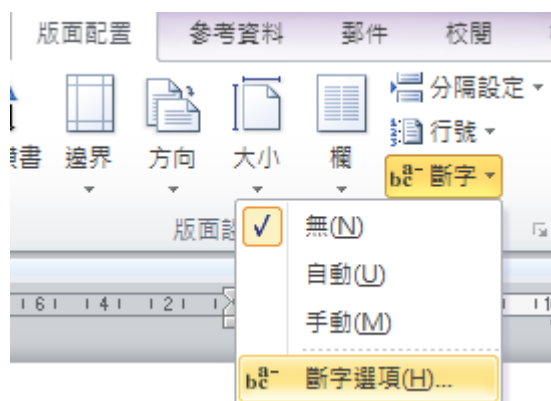 版面配置 參考資料 郵件 校閱
分隔設定
行號
書 邊界 方向 大小 欄 斷字
版面
無(N)
自動(U)
手動(M)
斷字選項(H)...